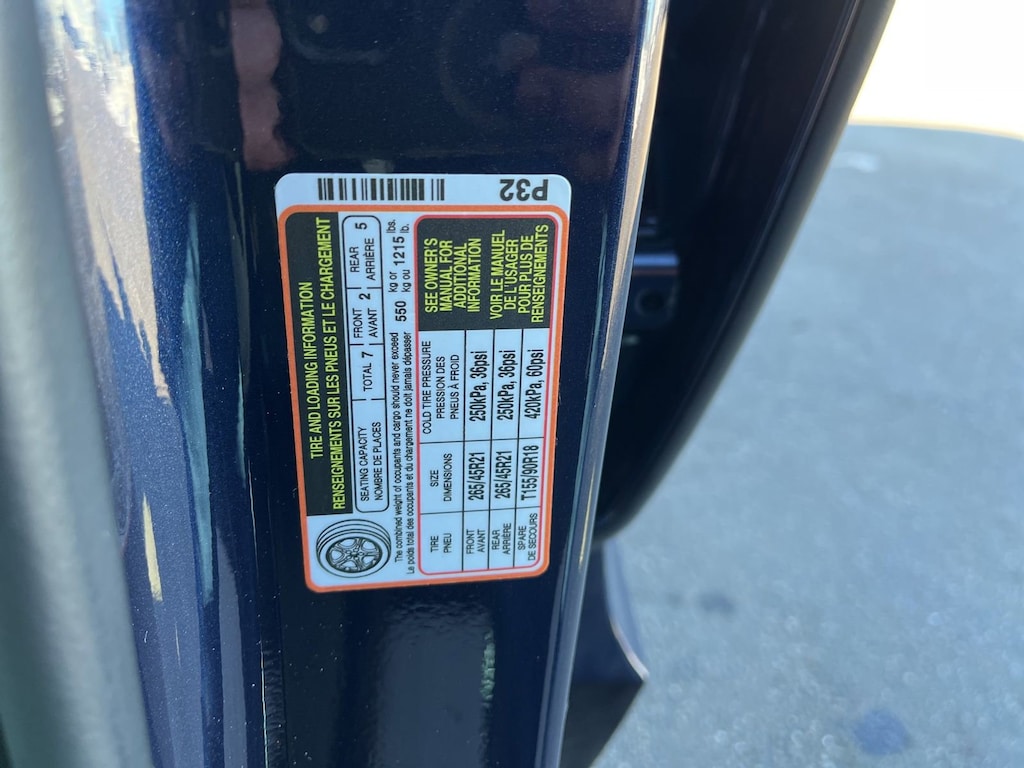 P32
TIRE AND LOADING INFORMATION
RENSEIGNEMENTS SUR LES PNEUS ET LE CHARGEMENT
SEATING CAPACITY
NOMBRE DE PLACES
TOTAL 7
FRONT
AVANT
2
REAR
ARRIÈRE
5
The combined weight of occupants and cargo should never exceed 550 kg or 1215 lbs.
Le poids total des occupants et du chargement ne doit jamais dépasser kg ou lb.
TIRE
PNEU
SIZE
DIMENSIONS
COLD TIRE PRESSURE
PRESSION DES
PNEUS À FROID
FRONT
AVANT
265/45R21
250kPa, 36psi
REAR
ARRIÈRE
265/45R21
250kPa, 36psi
SPARE
DE SECOURS
T155/90R18
420kPa, 60psi
SEE OWNER'S
MANUAL FOR
ADDITIONAL
INFORMATION
VOIR LE MANUEL
DE L'USAGER
POUR PLUS DE
RENSEIGNEMENTS